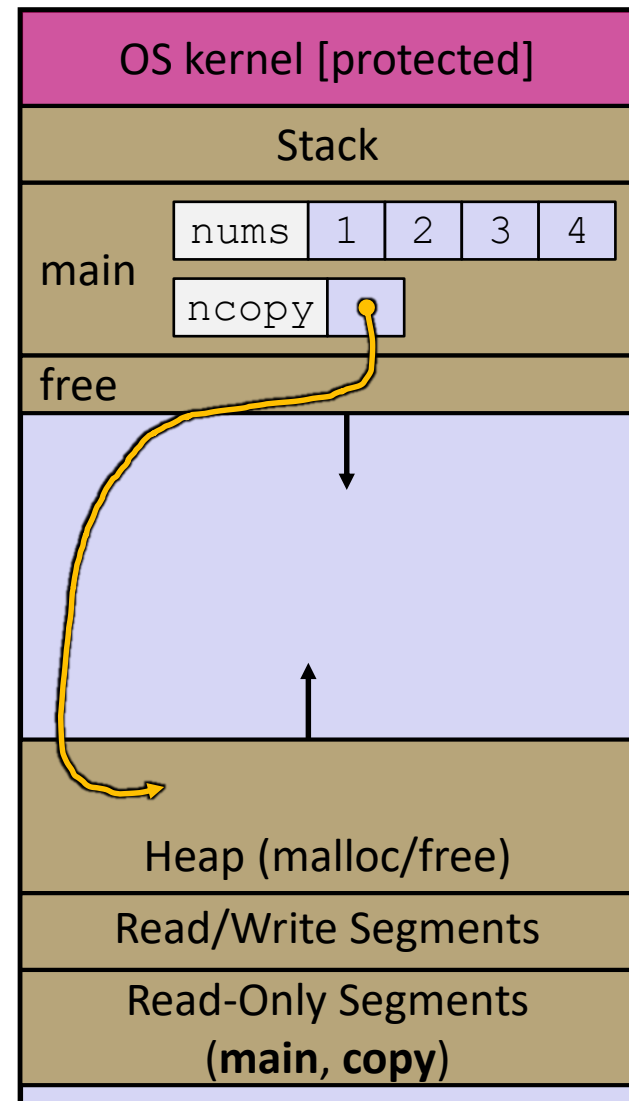 OS kernel [protected]
Stack
main
nums 1 2 3 4
ncopy
free
Heap (malloc/free)
Read/Write Segments
Read-Only Segments
(main, copy)